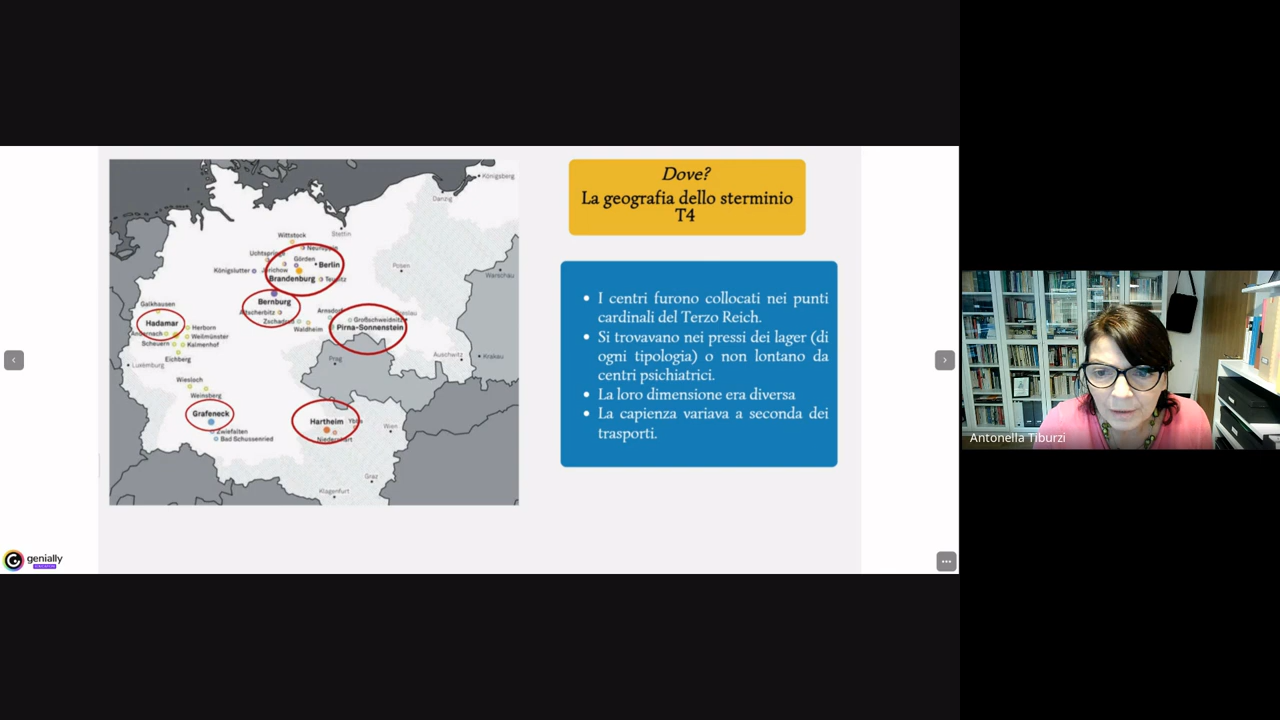 Dove?
La geografia dello sterminio
T4
I centri furono collocati nei punti
cardinali del Terzo Reich.
Si trovavano nei pressi dei lager (di
ogni tipologia) o non lontano da
centri psichiatrici.
La loro dimensione era diversa
La capienza variava a seconda dei
trasporti.
Königsberg
Danzig
Stettin
Wittstock
Neuruppin
Uchtspringe
Görden
Berlin
Königslutter
Jerichow
Brandenburg
Teupitz
Posen
Warschau
Bernburg
Altscherbitz
Zschadraß
Waldheim
Arnsdorf
Großschweidnitz
Pirna-Sonnenstein
Galkhausen
Hadamar
Herborn
Andernach
Weilmünster
Scheuern
Kalmenhof
Eichberg
Luxemburg
Prag
Auschwitz
Krakau
Wiesloch
Weinsberg
Grafeneck
Zwiefalten
Bad Schussenried
Hartheim
Ybbs
Wien
Graz
Klagenfurt
genially
EDUCATION
Antonella Tiburzi